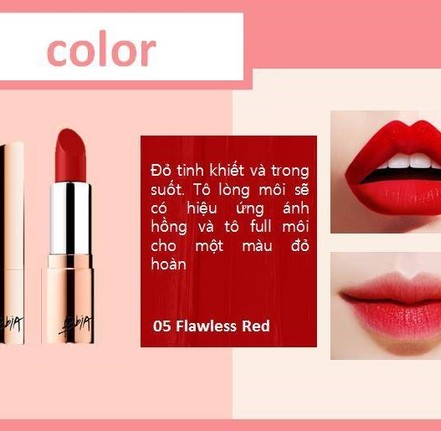 color
Đỏ tinh khiết và trong
suốt. Tô lòng môi sẽ
có hiệu ứng ánh
hồng và tô full môi
cho một màu đỏ
hoàn
05 Flawless Red